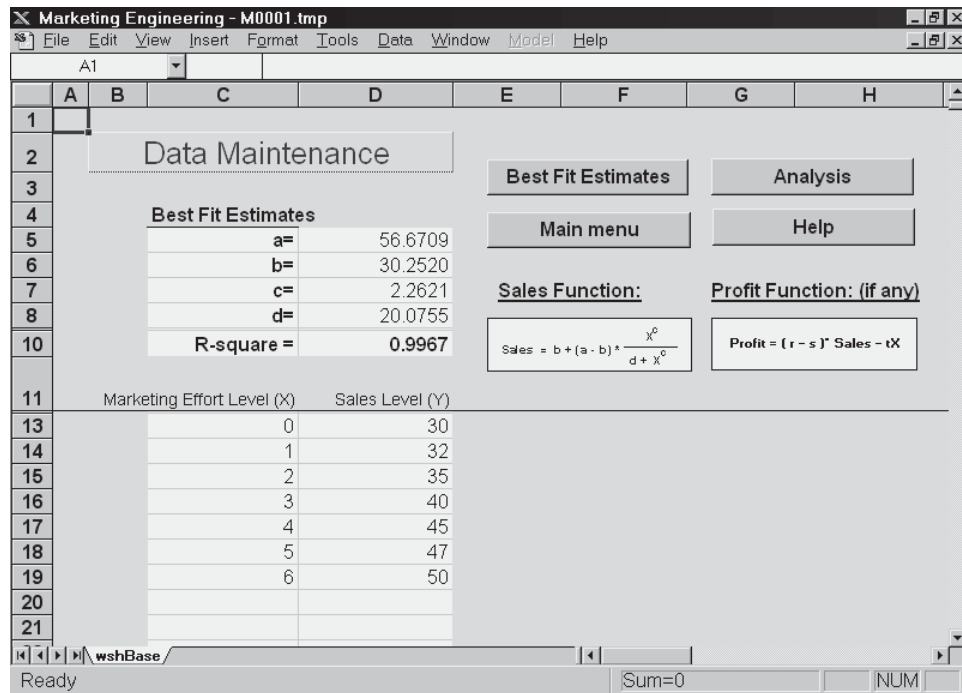 Marketing Engineering - M0001.tmp
File Edit View Insert Format Tools Data Window Model Help
A1
A B C D E F G H
1
2 Data Maintenance
Best Fit Estimates Analysis
3
4 Best Fit Estimates
Main menu Help
5 a= 56.6709
6 b= 30.2520
7 c= 2.2621 Sales Function: Profit Function: (if any)
8 d= 20.0755
10 R-square = 0.9967 Sales = b + (a - b) * X^c / d + X^c Profit = ( r - s )* Sales – tX
11 Marketing Effort Level (X) Sales Level (Y)
13 0 30
14 1 32
15 2 35
16 3 40
17 4 45
18 5 47
19 6 50
20
21
wshBase
Ready Sum=0 NUM